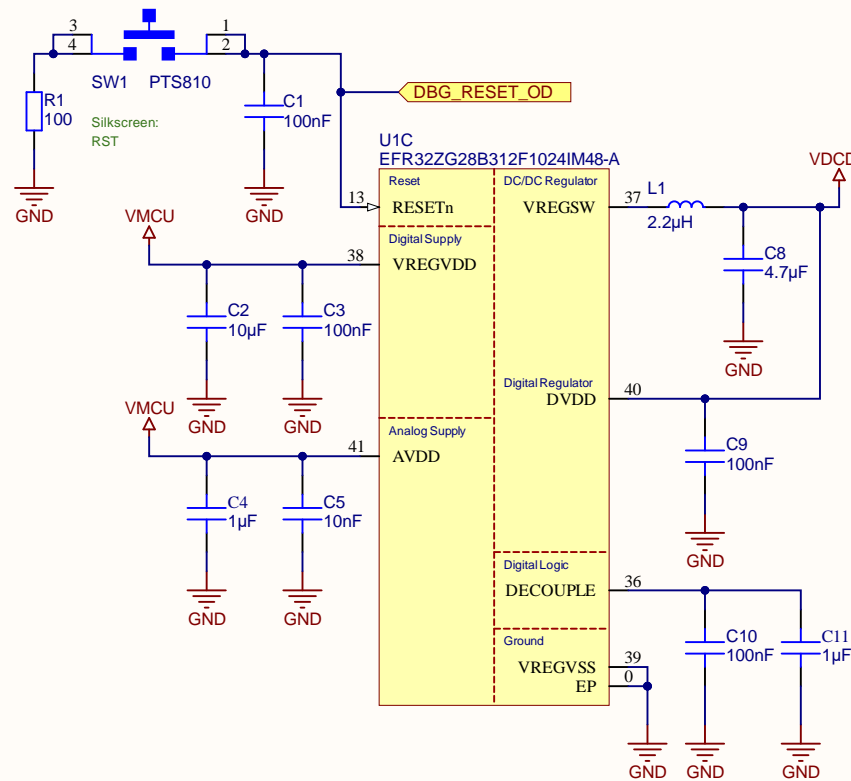 3
4
1
2
SW1 PTS810
R1
100
Silkscreen:
RST
C1
100nF
DBG_RESET_OD
GND
GND
U1C
EFR32ZG28B312F1024IM48-A
Reset
13
RESETn
DC/DC Regulator
VREGSW
37
L1
2.2µH
VDCD
C8
4.7µF
GND
VMCU
Digital Supply
38
VREGVDD
C2
10µF
C3
100nF
GND
GND
Digital Regulator
DVDD
40
C9
100nF
GND
VMCU
Analog Supply
41
AVDD
C4
1µF
C5
10nF
GND
GND
Digital Logic
DECOUPLE
36
C10
100nF
C11
1µF
Ground
VREGVSS
39
EP
0
GND
GND
GND